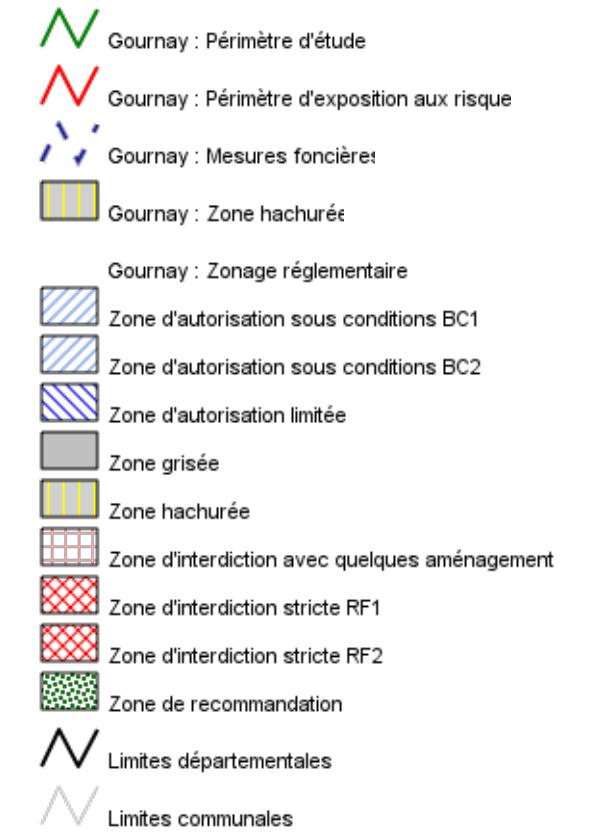 Gournay : Périmètre d'étude
Gournay : Périmètre d'exposition aux risque
Gournay : Mesures foncières
Gournay : Zone hachurée
Gournay : Zonage réglementaire
Zone d'autorisation sous conditions BC1
Zone d'autorisation sous conditions BC2
Zone d'autorisation limitée
Zone grisée
Zone hachurée
Zone d'interdiction avec quelques aménagement
Zone d'interdiction stricte RF1
Zone d'interdiction stricte RF2
Zone de recommandation
Limites départementales
Limites communales